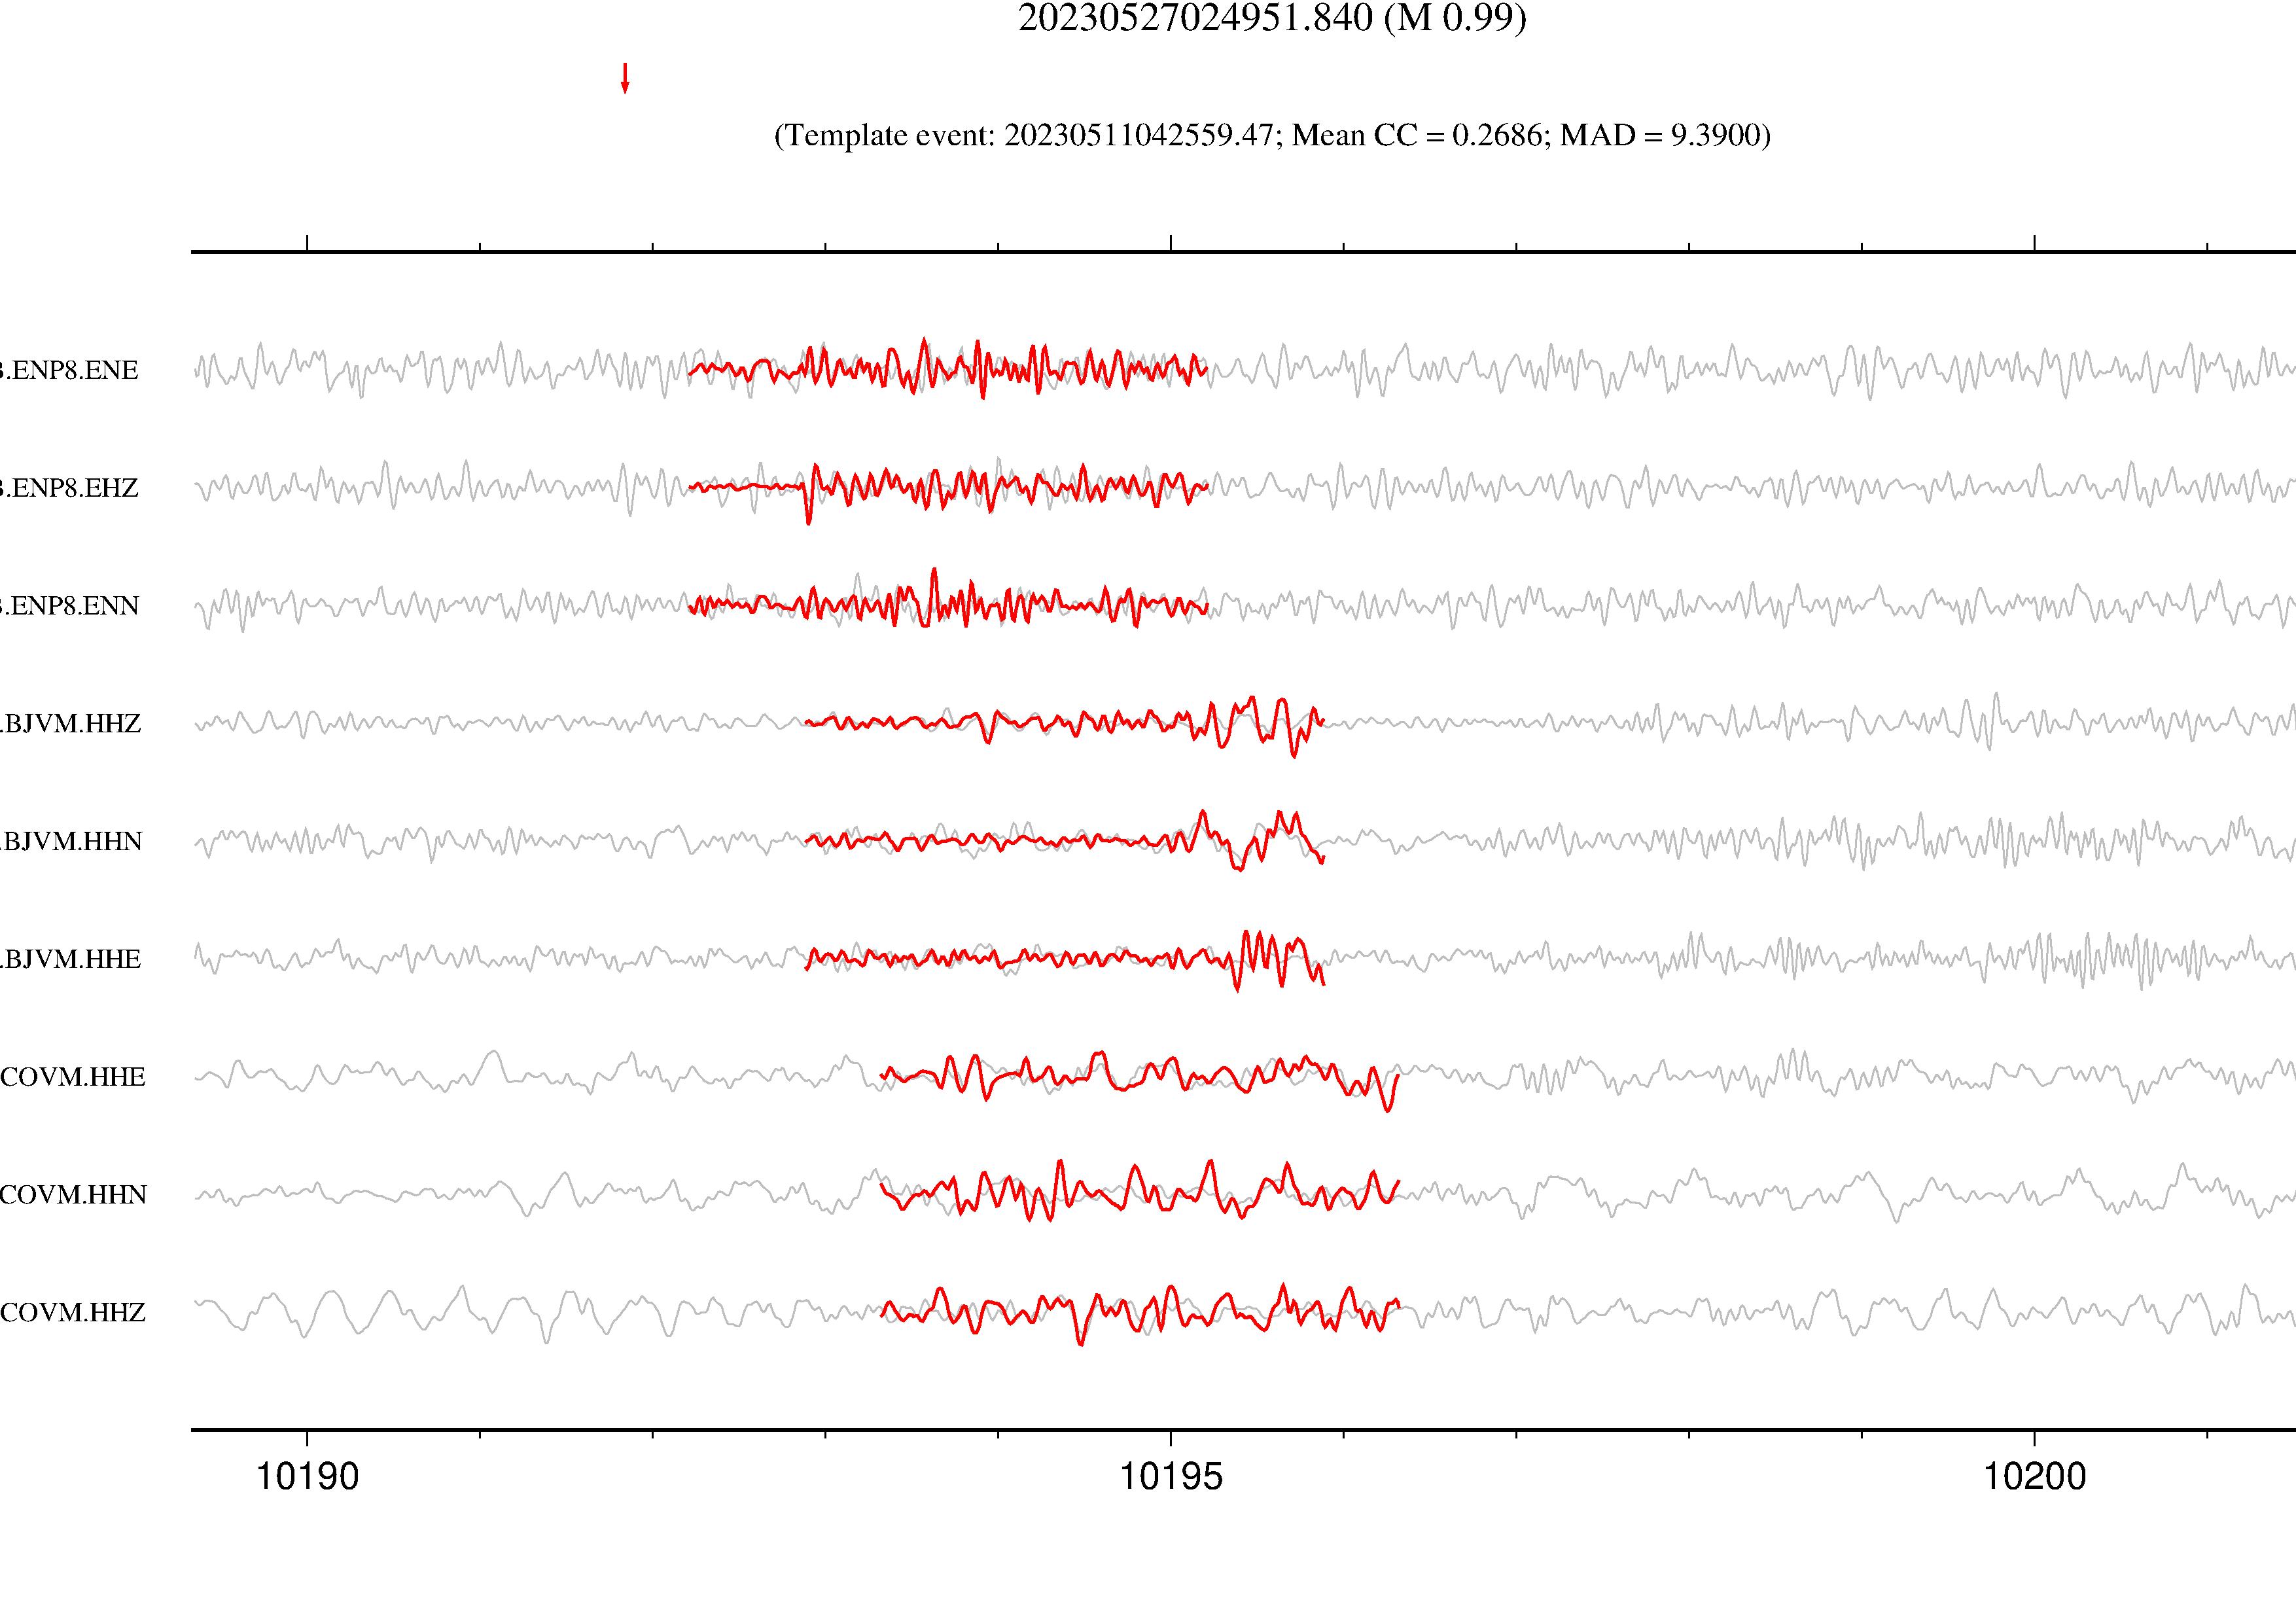 20230527024951.840 (M 0.99)
(Template event: 20230511042559.47; Mean CC = 0.2686; MAD = 9.3900)
.ENP8.ENE
.ENP8.EHZ
.ENP8.ENN
.BJVM.HHZ
.BJVM.HHN
.BJVM.HHE
COVM.HHE
COVM.HHN
COVM.HHZ
10190 10195 10200